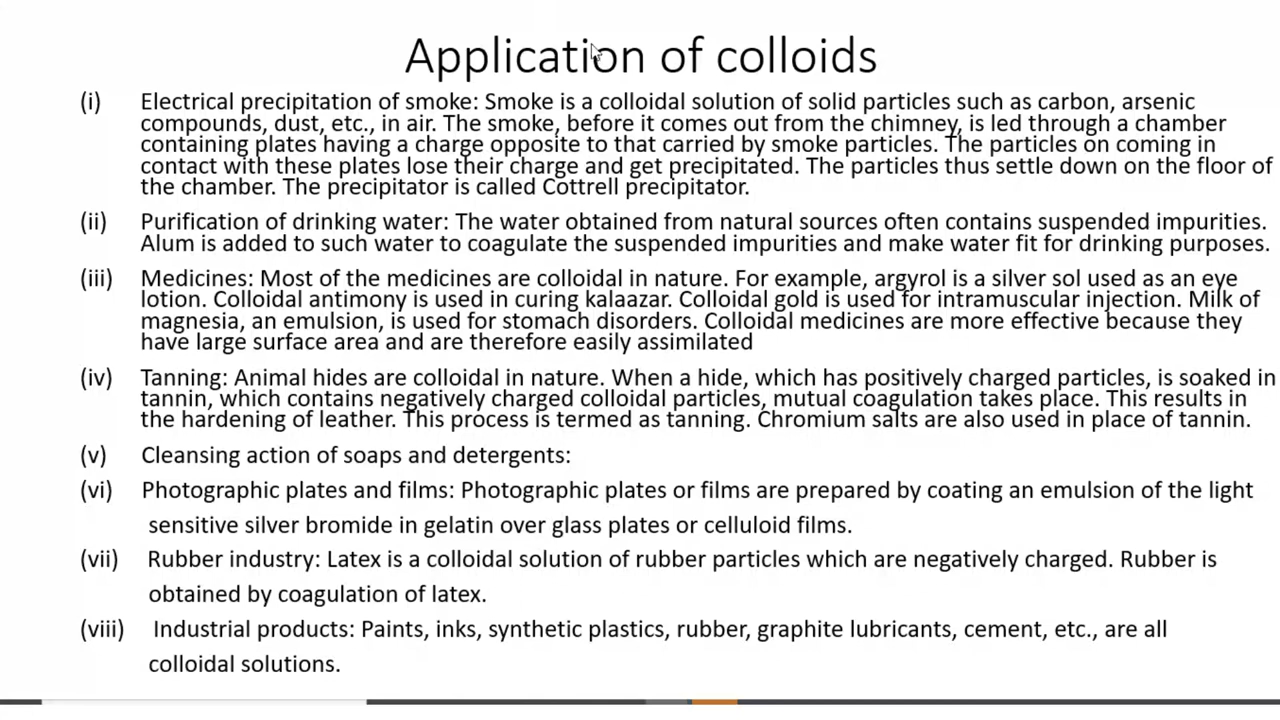 Application of colloids
(i) Electrical precipitation of smoke: Smoke is a colloidal solution of solid particles such as carbon, arsenic
compounds, dust, etc., in air. The smoke, before it comes out from the chimney, is led through a chamber
containing plates having a charge opposite to that carried by smoke particles. The particles on coming in
contact with these plates lose their charge and get precipitated. The particles thus settle down on the floor of
the chamber. The precipitator is called Cottrell precipitator.
(ii) Purification of drinking water: The water obtained from natural sources often contains suspended impurities.
Alum is added to such water to coagulate the suspended impurities and make water fit for drinking purposes.
(iii) Medicines: Most of the medicines are colloidal in nature. For example, argyrol is a silver sol used as an eye
lotion. Colloidal antimony is used in curing kalaazar. Colloidal gold is used for intramuscular injection. Milk of
magnesia, an emulsion, is used for stomach disorders. Colloidal medicines are more effective because they
have large surface area and are therefore easily assimilated
(iv) Tanning: Animal hides are colloidal in nature. When a hide, which has positively charged particles, is soaked in
tannin, which contains negatively charged colloidal particles, mutual coagulation takes place. This results in
the hardening of leather. This process is termed as tanning. Chromium salts are also used in place of tannin.
(v) Cleansing action of soaps and detergents:
(vi) Photographic plates and films: Photographic plates or films are prepared by coating an emulsion of the light
sensitive silver bromide in gelatin over glass plates or celluloid films.
(vii) Rubber industry: Latex is a colloidal solution of rubber particles which are negatively charged. Rubber is
obtained by coagulation of latex.
(viii) Industrial products: Paints, inks, synthetic plastics, rubber, graphite lubricants, cement, etc., are all
colloidal solutions.